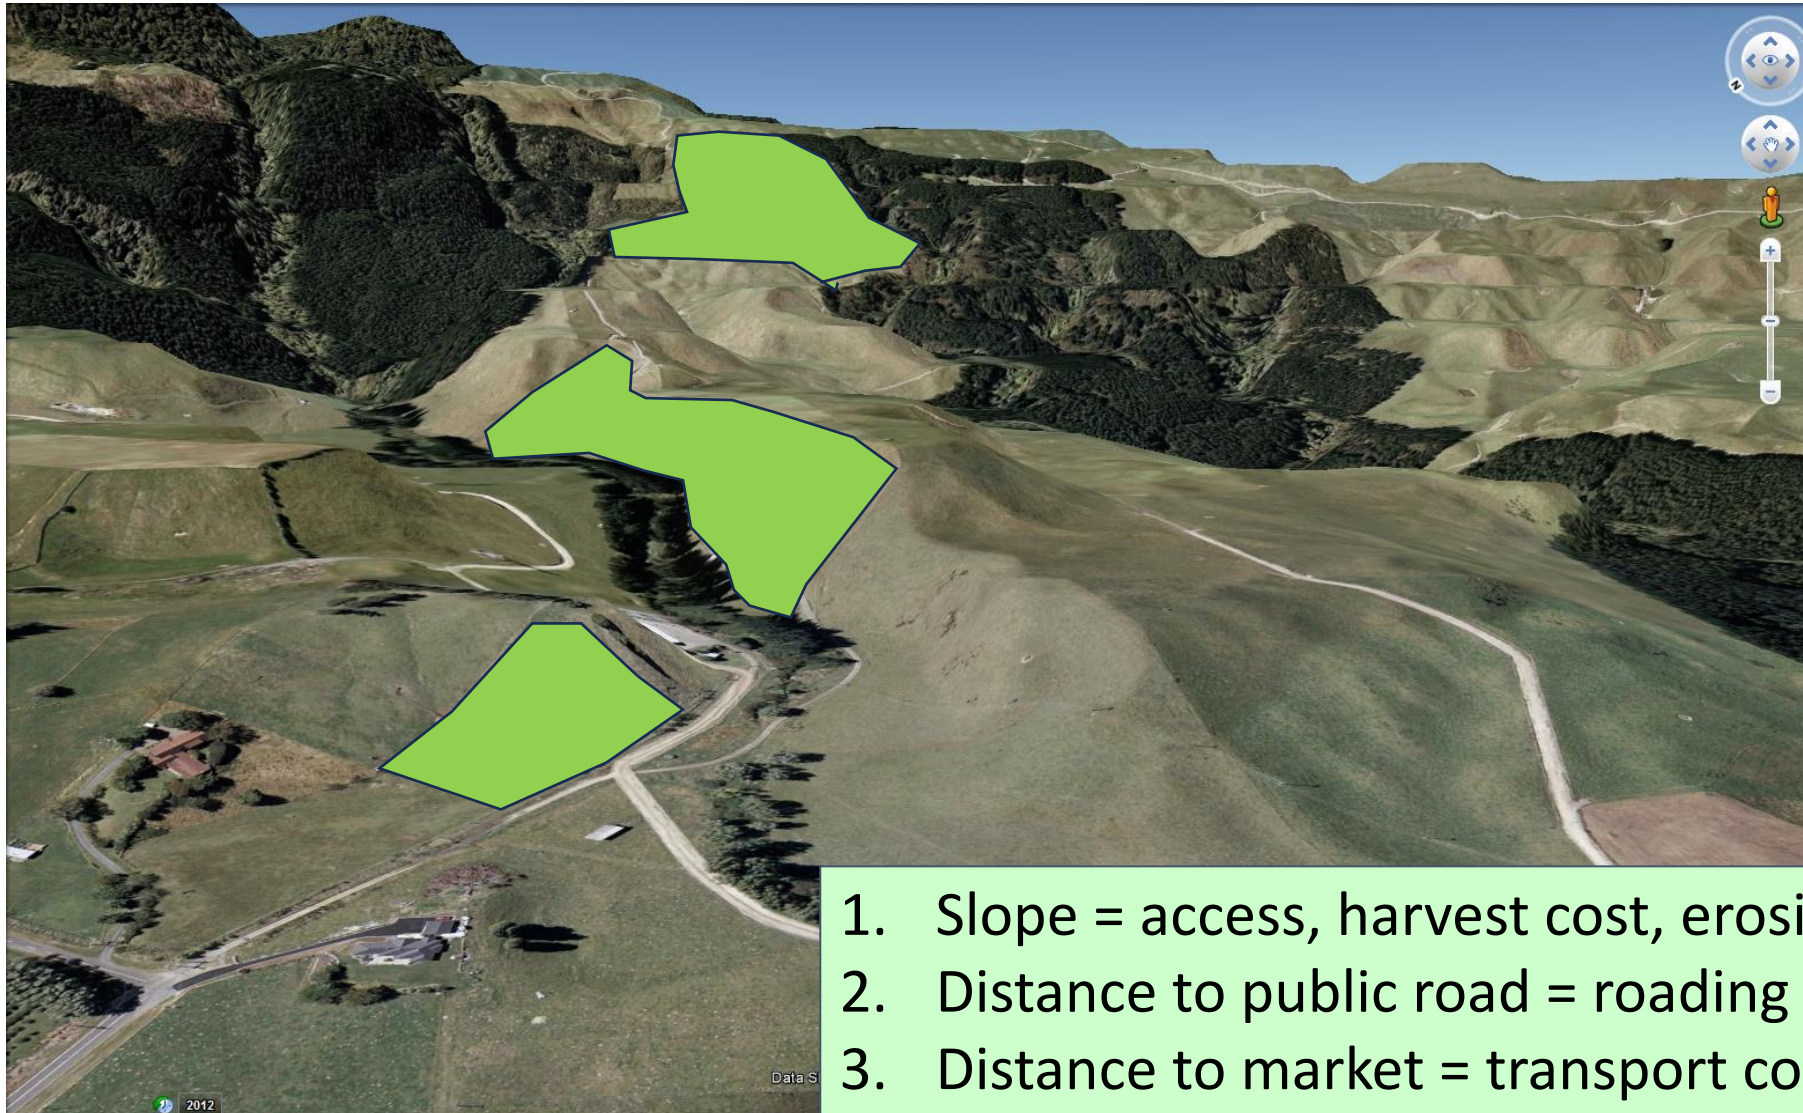 N
1. Slope = access, harvest cost, erosi
2. Distance to public road = roading
3. Distance to market = transport co
Data S
2012